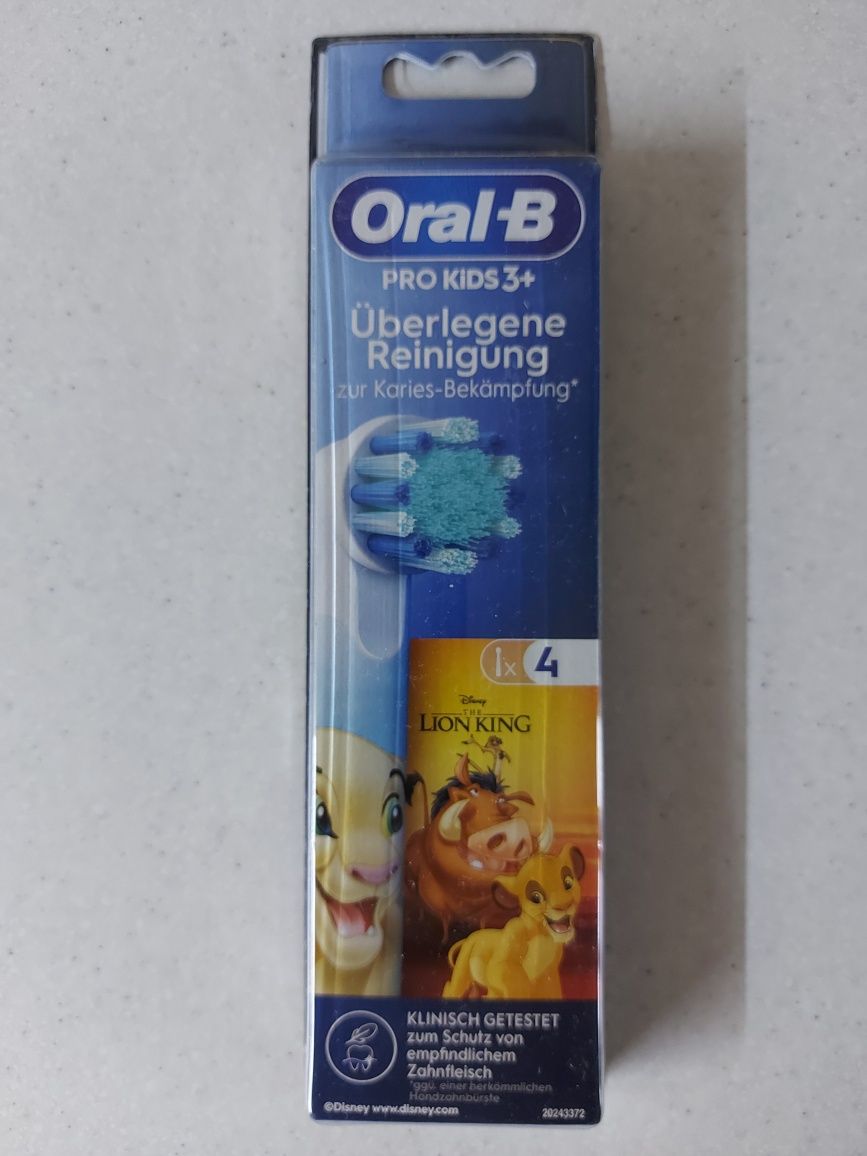 Oral-B
PRO KiDS 3+
Überlegene
Reinigung
zur Karies-Bekämpfung*
x 4
Disney
THE
LION KING
KLINISCH GETESTET
zum Schutz von
empfindlichem
Zahnfleisch
*ggü. einer herkömmlichen
Handzahnbürste
©Disney www.disney.com
20243372